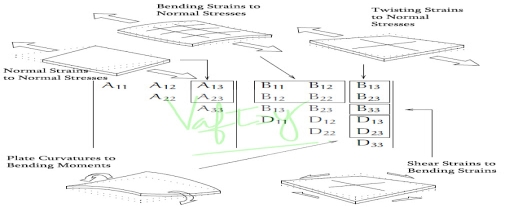 Bending Strains to
Normal Stresses
Twisting Strains
to Normal
Stresses
Normal Strains
to Normal Stresses
A11 A12 A13 B11 B12 B13
A22 A23 B12 B22 B23
A33 B13 B23 B33
D11 D12 D13
D22 D23
D33
Plate Curvatures to
Bending Moments
Shear Strains to
Bending Strains